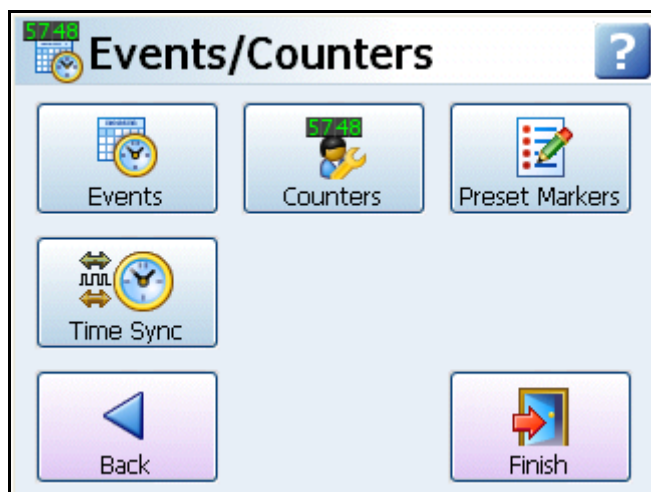 57:48
Events/Counters
?
Events
57:48
Counters
Preset Markers
Time Sync
Back
Finish